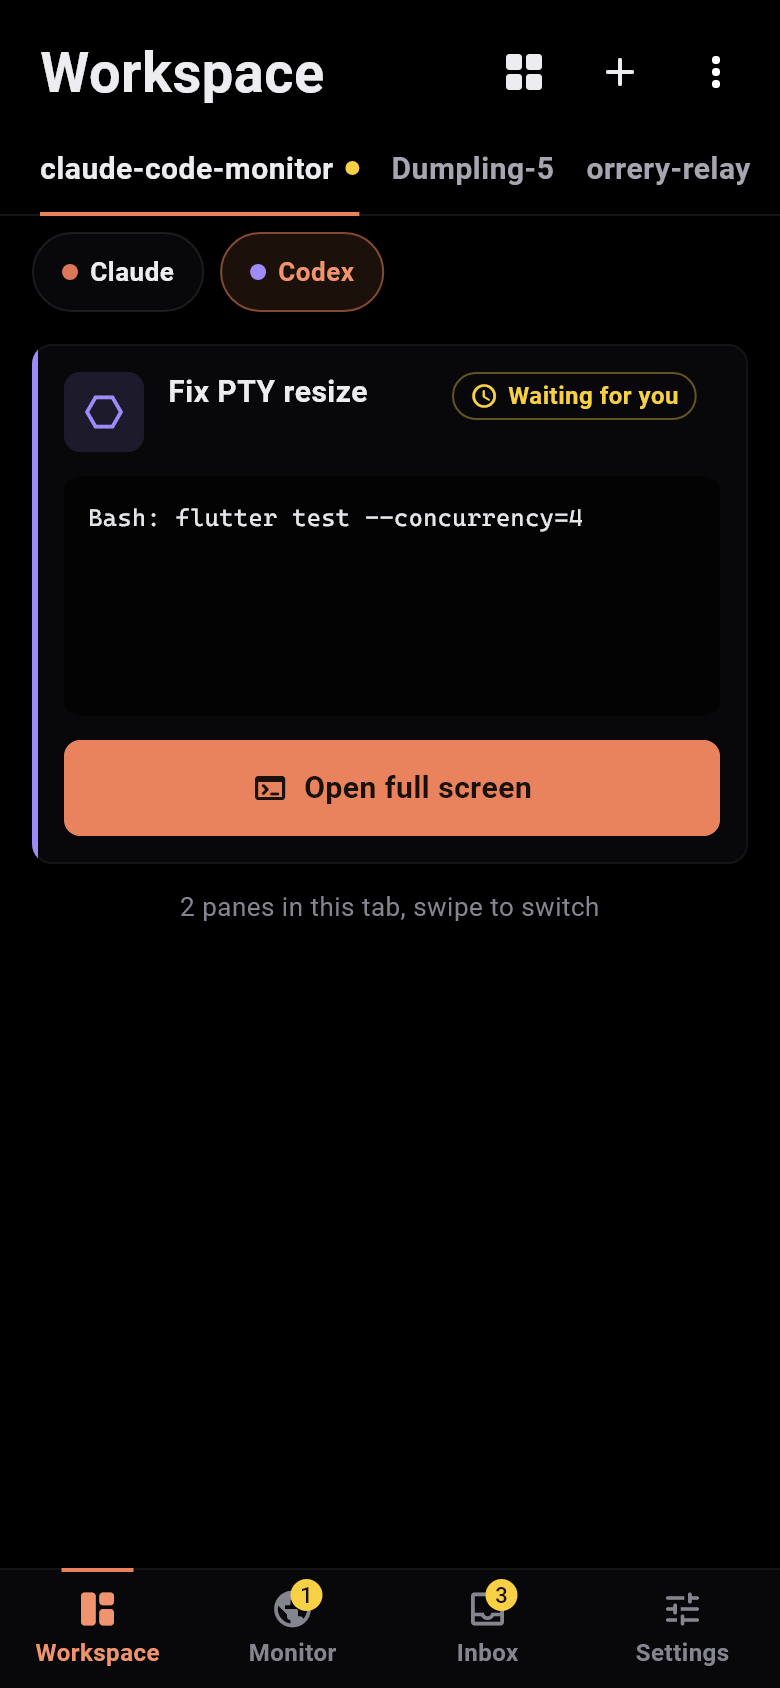 Workspace
claude-code-monitor Dumpling-5 orrery-relay
Claude Codex
Fix PTY resize Waiting for you
Bash: flutter test --concurrency=4
Open full screen
2 panes in this tab, swipe to switch
1 3
Workspace Monitor Inbox Settings